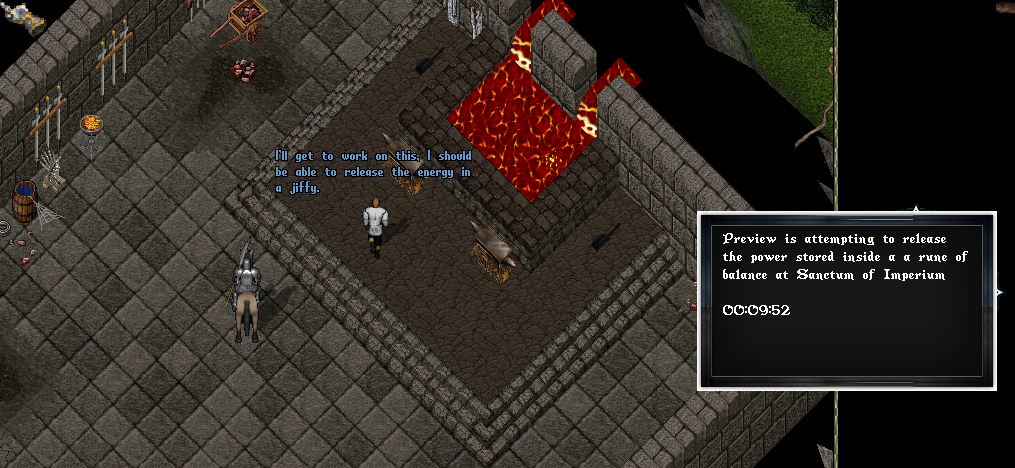 I'll get to work on this, I should
be able to release the energy in
a jiffy.
Preview is attempting to release
the power stored inside a a rune of
balance at Sanctum of Imperium
00:09:52